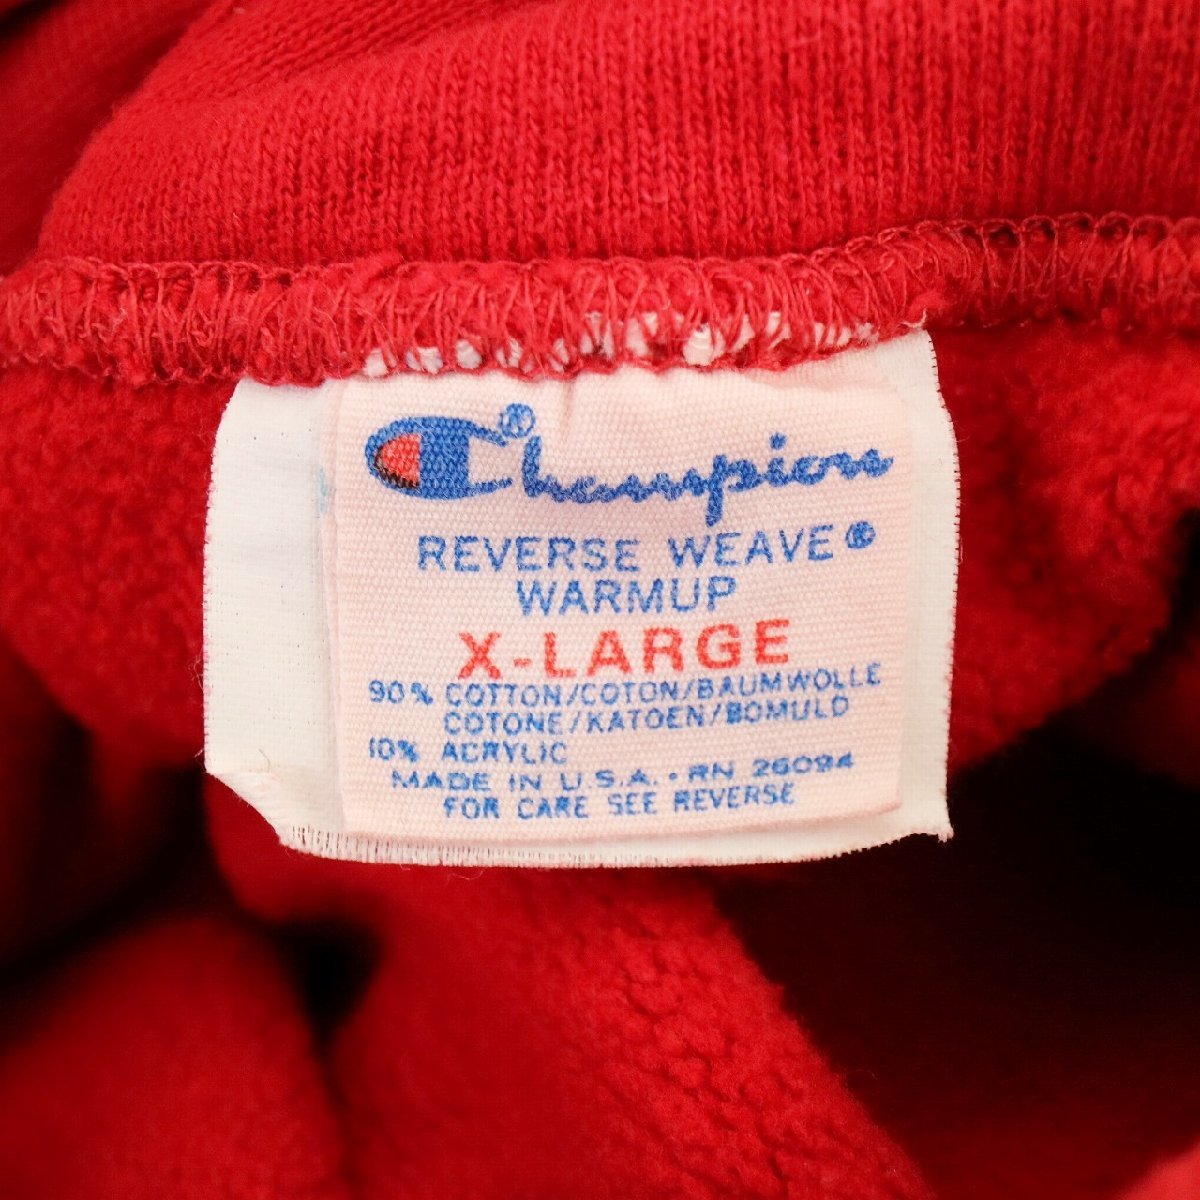 Champion®
REVERSE WEAVE®
WARMUP
X-LARGE
90% COTTON/COTON/BAUMWOLLE
COTONE/KATOEN/BOMULD
10% ACRYLIC
MADE IN U.S.A. · RN 26094
FOR CARE SEE REVERSE